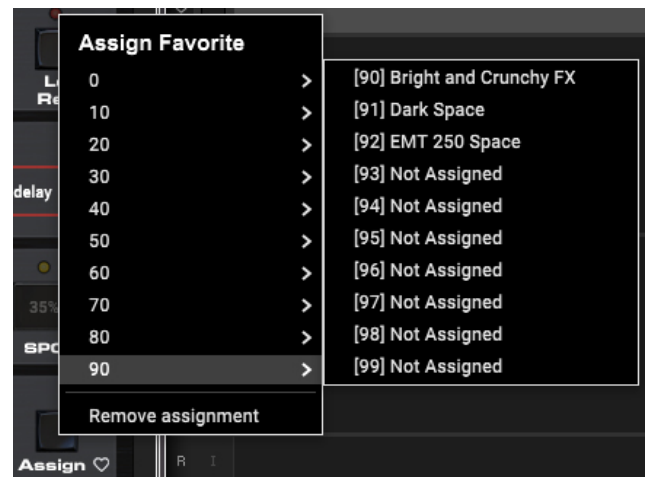 Assign Favorite
0
10
20
30
40
50
60
70
80
90
Remove assignment
[90] Bright and Crunchy FX
[91] Dark Space
[92] EMT 250 Space
[93] Not Assigned
[94] Not Assigned
[95] Not Assigned
[96] Not Assigned
[97] Not Assigned
[98] Not Assigned
[99] Not Assigned
delay
35%
Assign
R I